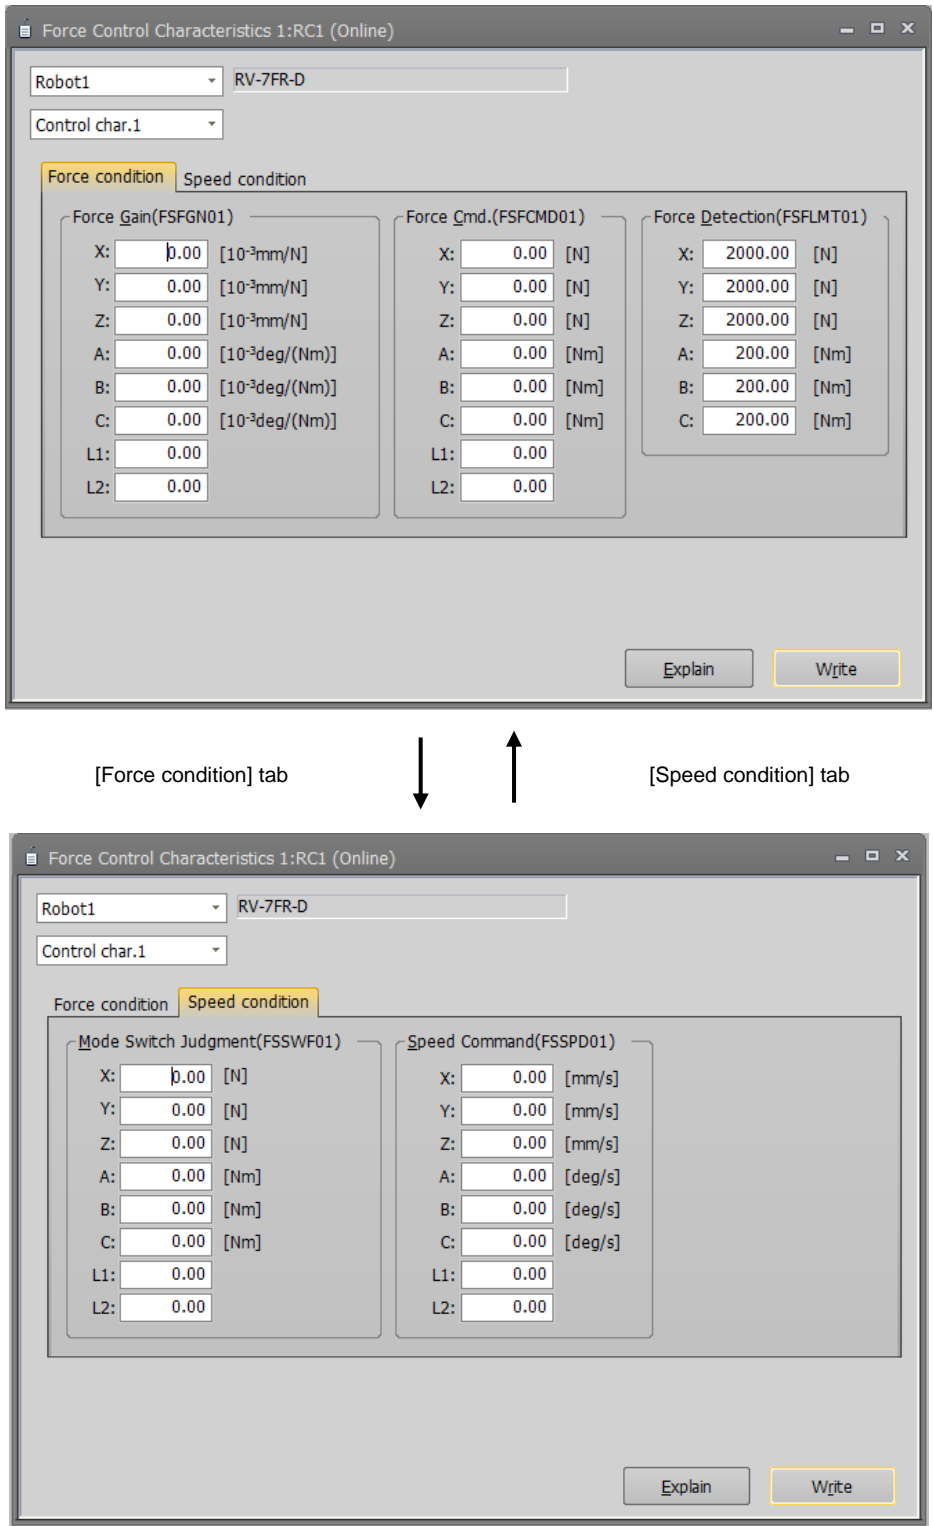 Force Control Characteristics 1:RC1 (Online)
Robot1 RV-7FR-D
Control char.1
Force condition Speed condition
Force Gain(FSFGN01) Force Cmd.(FSFCMD01) Force Detection(FSFLMT01)
X: 0.00 [10-3mm/N] X: 0.00 [N] X: 2000.00 [N]
Y: 0.00 [10-3mm/N] Y: 0.00 [N] Y: 2000.00 [N]
Z: 0.00 [10-3mm/N] Z: 0.00 [N] Z: 2000.00 [N]
A: 0.00 [10-3deg/(Nm)] A: 0.00 [Nm] A: 200.00 [Nm]
B: 0.00 [10-3deg/(Nm)] B: 0.00 [Nm] B: 200.00 [Nm]
C: 0.00 [10-3deg/(Nm)] C: 0.00 [Nm] C: 200.00 [Nm]
L1: 0.00 L1: 0.00
L2: 0.00 L2: 0.00
Explain Write
[Force condition] tab [Speed condition] tab
Force Control Characteristics 1:RC1 (Online)
Robot1 RV-7FR-D
Control char.1
Force condition Speed condition
Mode Switch Judgment(FSSWF01) Speed Command(FSSPD01)
X: 0.00 [N] X: 0.00 [mm/s]
Y: 0.00 [N] Y: 0.00 [mm/s]
Z: 0.00 [N] Z: 0.00 [mm/s]
A: 0.00 [Nm] A: 0.00 [deg/s]
B: 0.00 [Nm] B: 0.00 [deg/s]
C: 0.00 [Nm] C: 0.00 [deg/s]
L1: 0.00 L1: 0.00
L2: 0.00 L2: 0.00
Explain Write